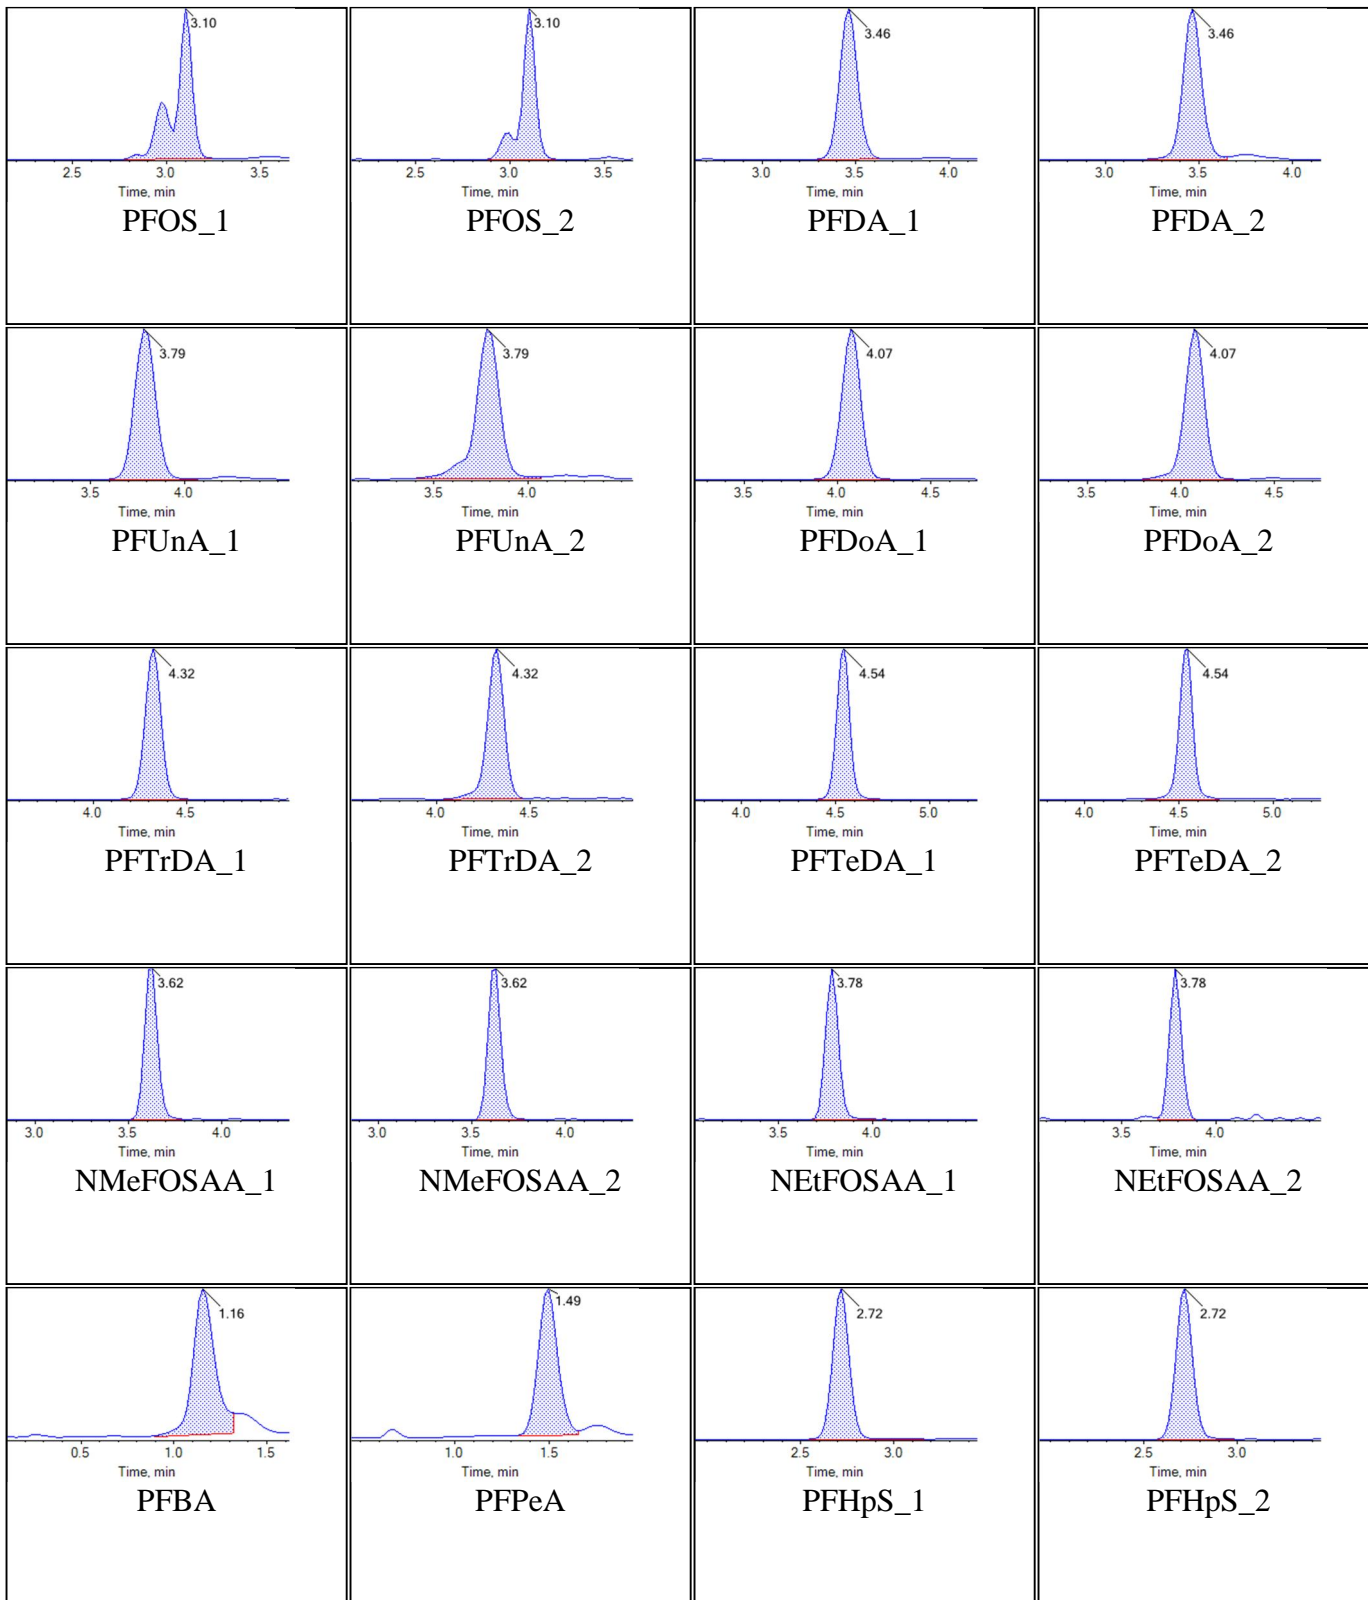 3.10 3.10 3.46 3.46
2.5 3.0 3.5 2.5 3.0 3.5 3.0 3.5 4.0 3.0 3.5 4.0
Time, min Time, min Time, min Time, min
PFOS_1 PFOS_2 PFDA_1 PFDA_2
3.79 3.79 4.07 4.07
3.5 4.0 3.5 4.0 3.5 4.0 4.5 3.5 4.0 4.5
Time, min Time, min Time, min Time, min
PFUnA_1 PFUnA_2 PFDoA_1 PFDoA_2
4.32 4.32 4.54 4.54
4.0 4.5 4.0 4.5 4.0 4.5 5.0 4.0 4.5 5.0
Time, min Time, min Time, min Time, min
PFTrDA_1 PFTrDA_2 PFTeDA_1 PFTeDA_2
3.62 3.62 3.78 3.78
3.0 3.5 4.0 3.0 3.5 4.0 3.5 4.0 3.5 4.0
Time, min Time, min Time, min Time, min
NMeFOSAA_1 NMeFOSAA_2 NEtFOSAA_1 NEtFOSAA_2
1.16 1.49 2.72 2.72
0.5 1.0 1.5 1.0 1.5 2.5 3.0 2.5 3.0
Time, min Time, min Time, min Time, min
PFBA PFPeA PFHpS_1 PFHpS_2